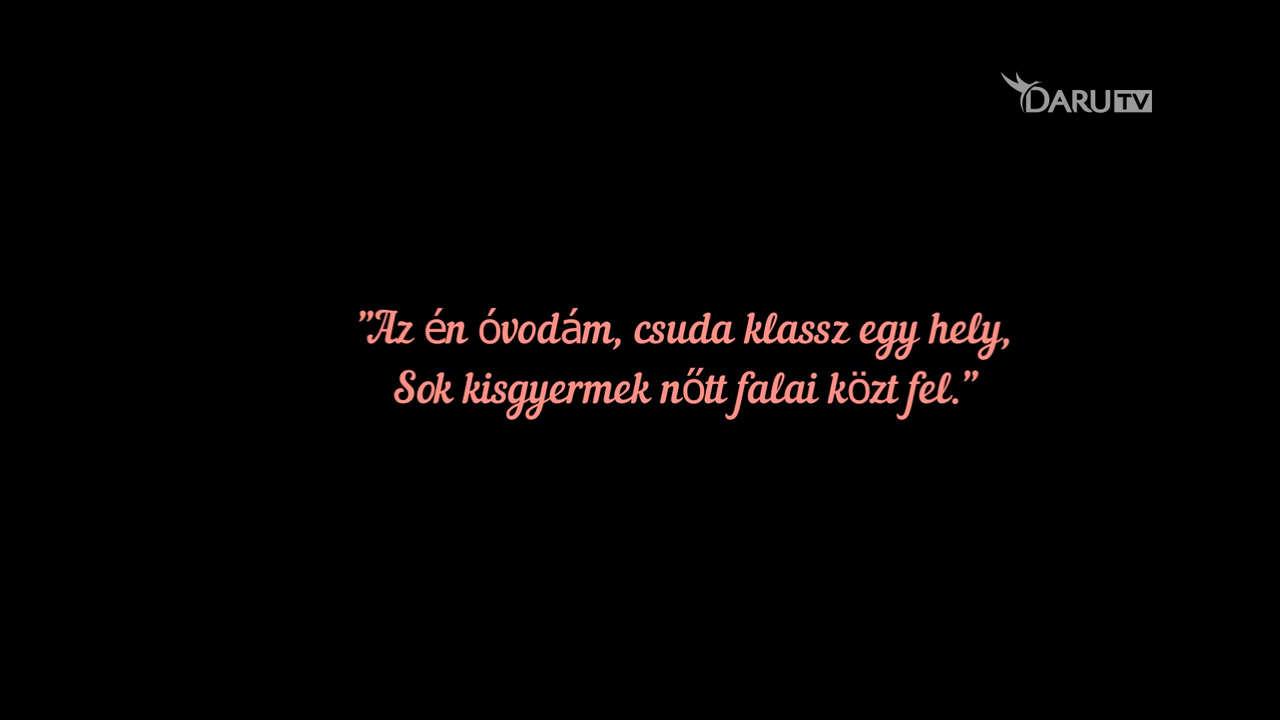 DARU TV
"Az én óvodám, csuda klassz egy hely,
Sok kisgyermek nőtt falai közt fel."